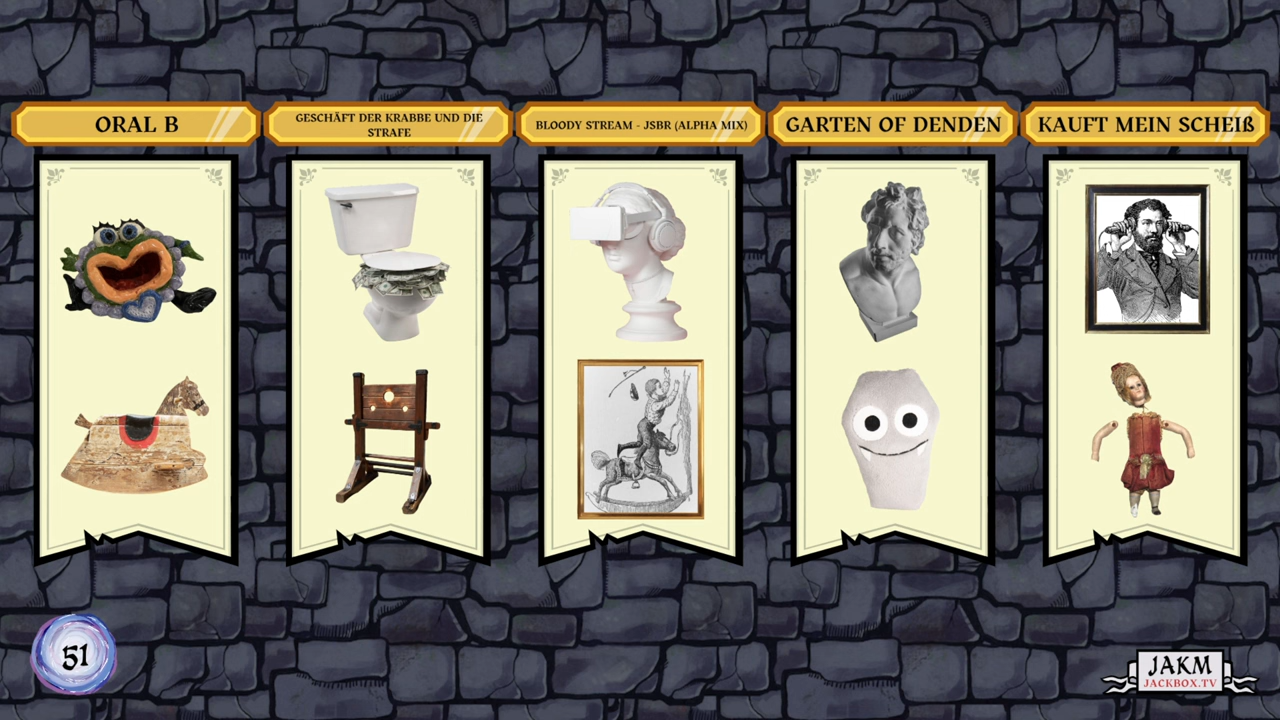 ORAL B
GESCHÄFT DER KRABBE UND DIE
STRAFE
BLOODY STREAM - JSBR (ALPHA MIX)
GARTEN OF DENDEN
KAUFT MEIN SCHEIß
51
JAKM
JACKBOX.TV